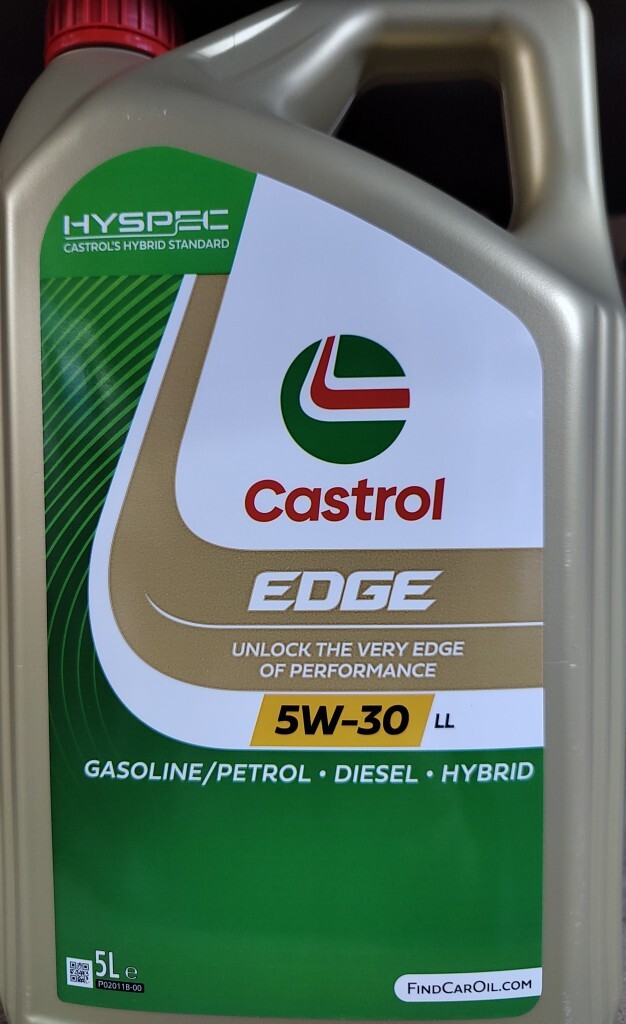 HYSPEC
CASTROL'S HYBRID STANDARD
Castrol
EDGE
UNLOCK THE VERY EDGE
OF PERFORMANCE
5W-30 LL
GASOLINE/PETROL • DIESEL • HYBRID
5L e
P02011B-00
FINDCAROIL.COM